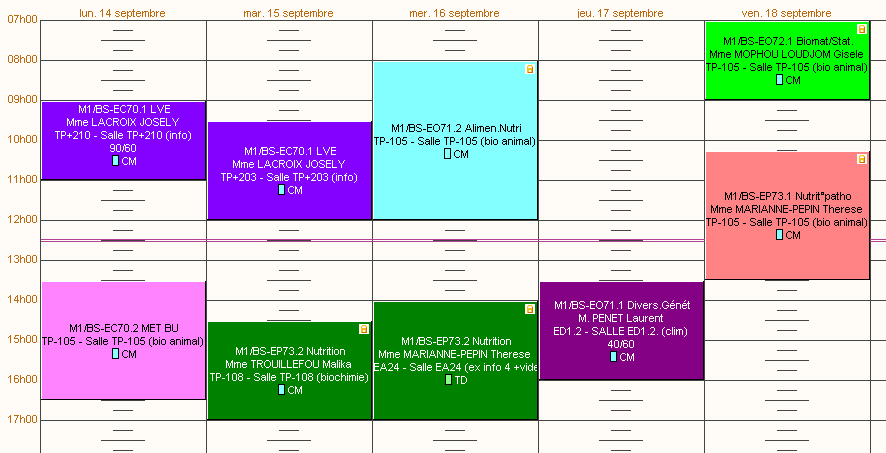 lun. 14 septembre
mar. 15 septembre
mer. 16 septembre
jeu. 17 septembre
ven. 18 septembre
07h00
08h00
09h00
10h00
11h00
12h00
13h00
14h00
15h00
16h00
17h00
M1/BS-EC70.1 LVE
Mme LACROIX JOSELY
TP+210 - Salle TP+210 (info)
90/60
CM
M1/BS-EC70.2 MET BU
TP-105 - Salle TP-105 (bio animal)
CM
M1/BS-EC70.1 LVE
Mme LACROIX JOSELY
TP+203 - Salle TP+203 (info)
CM
M1/BS-EP73.2 Nutrition
Mme TROUILLEFOU Malika
TP-108 - Salle TP-108 (biochimie)
CM
M1/BS-EO71.2 Alimen.Nutri
TP-105 - Salle TP-105 (bio animal)
CM
M1/BS-EP73.2 Nutrition
Mme MARIANNE-PEPIN Therese
EA24 - Salle EA24 (ex info 4 +vide
TD
M1/BS-EO71.1 Divers.Génét
M. PENET Laurent
ED1.2 - SALLE ED1.2. (clim)
40/60
CM
M1/BS-EO72.1 Biomat/Stat.
Mme MOPHOU LOUDJOM Gisele
TP-105 - Salle TP-105 (bio animal)
CM
M1/BS-EP73.1 Nutrit"patho
Mme MARIANNE-PEPIN Therese
TP-105 - Salle TP-105 (bio animal)
CM